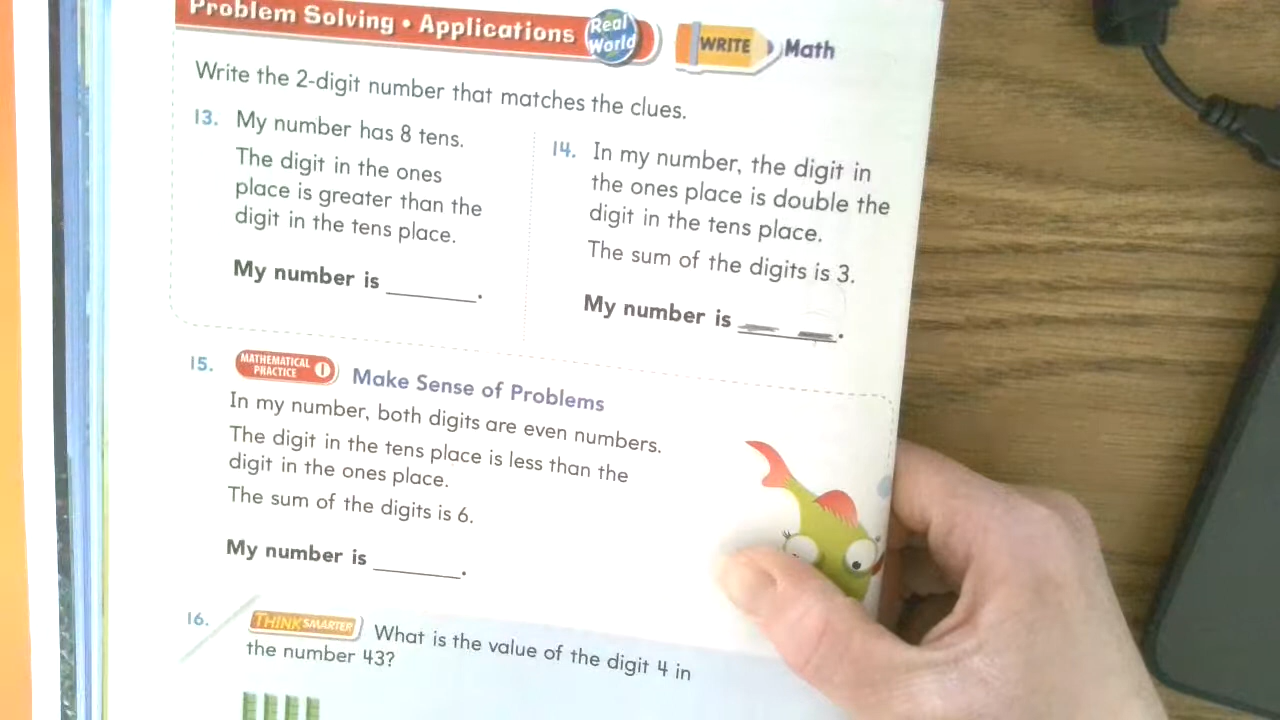 Problem Solving • Applications
Real World
WRITE Math
Write the 2-digit number that matches the clues.
13. My number has 8 tens.
The digit in the ones
place is greater than the
digit in the tens place.
My number is ______.
14. In my number, the digit in
the ones place is double the
digit in the tens place.
The sum of the digits is 3.
My number is ______.
15. MATHEMATICAL PRACTICE 1 Make Sense of Problems
In my number, both digits are even numbers.
The digit in the tens place is less than the
digit in the ones place.
The sum of the digits is 6.
My number is ______.
16. THINK SMARTER What is the value of the digit 4 in
the number 43?